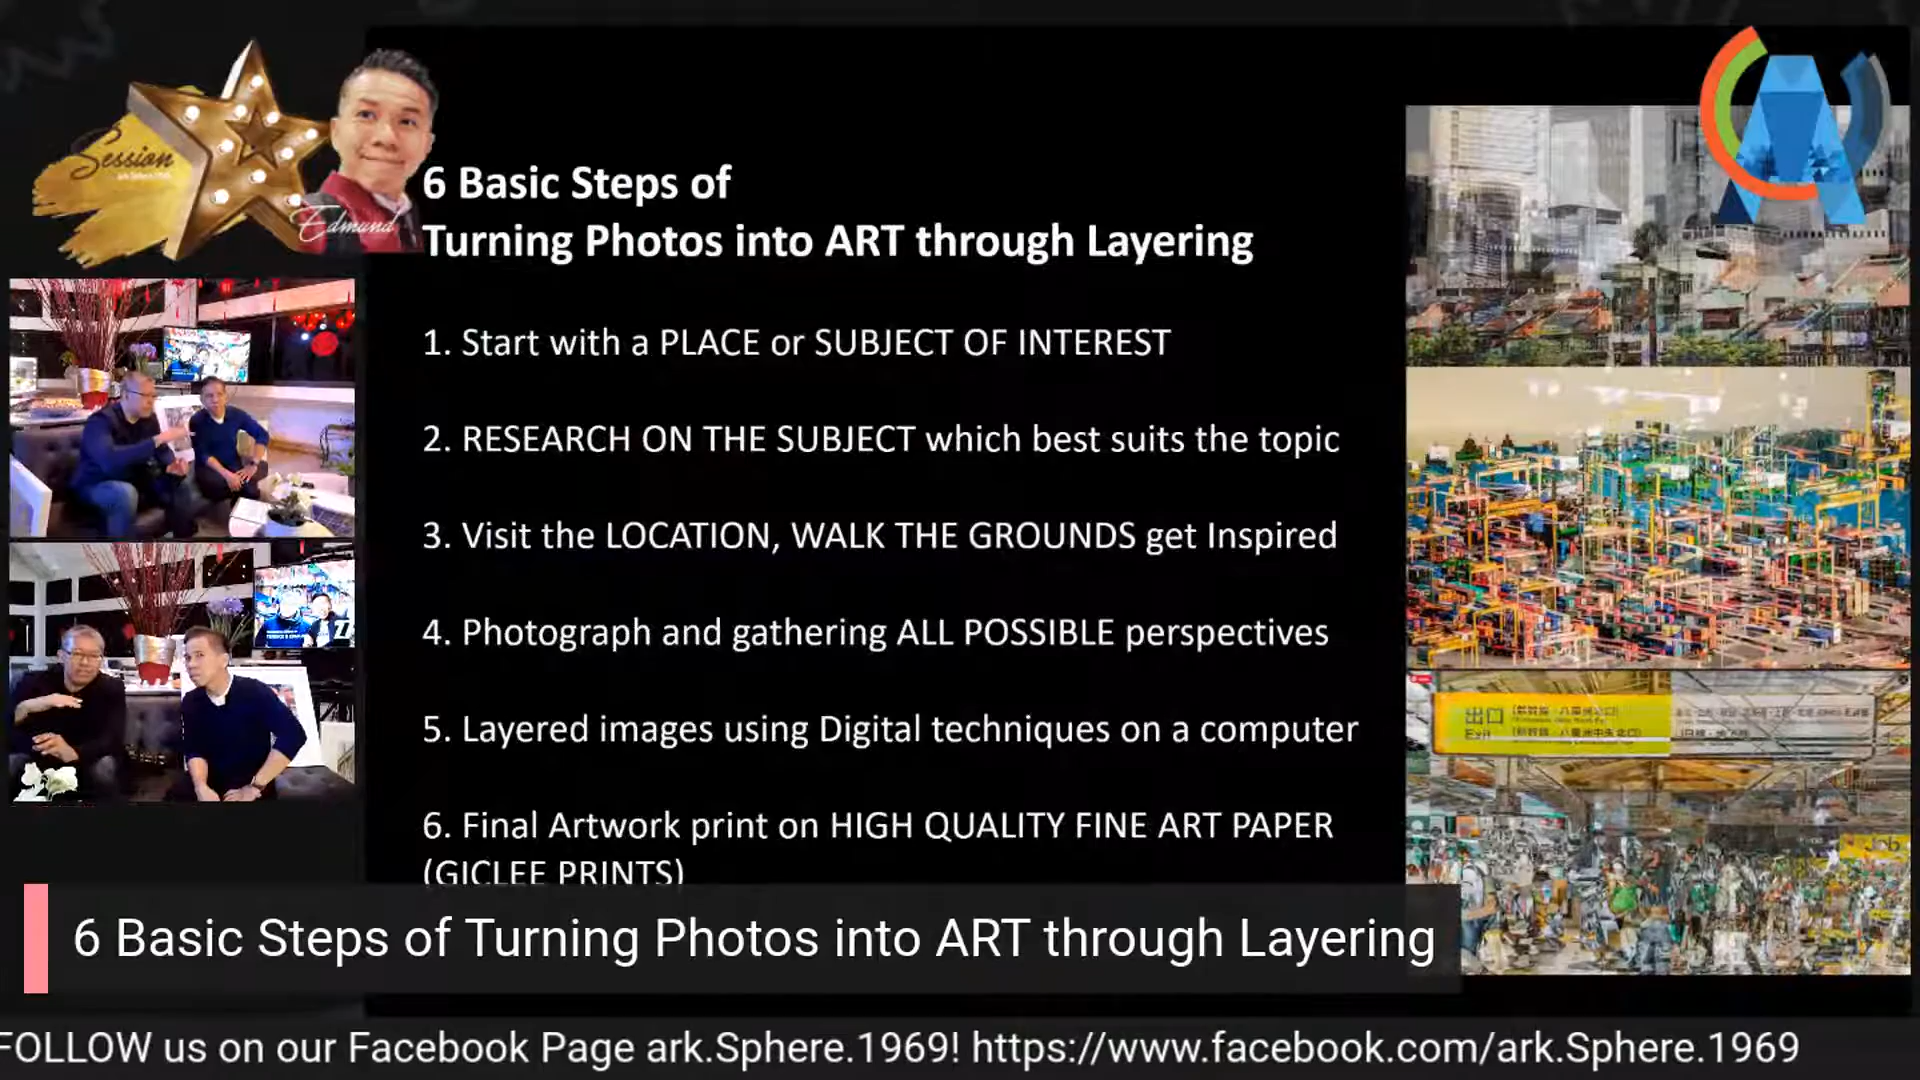 Session
Edmund
6 Basic Steps of
Turning Photos into ART through Layering
1. Start with a PLACE or SUBJECT OF INTEREST
2. RESEARCH ON THE SUBJECT which best suits the topic
3. Visit the LOCATION, WALK THE GROUNDS get Inspired
4. Photograph and gathering ALL POSSIBLE perspectives
5. Layered images using Digital techniques on a computer
6. Final Artwork print on HIGH QUALITY FINE ART PAPER
(GICLEE PRINTS)
出口
Exit
Job
6 Basic Steps of Turning Photos into ART through Layering
FOLLOW us on our Facebook Page ark.Sphere.1969! https://www.facebook.com/ark.Sphere.1969